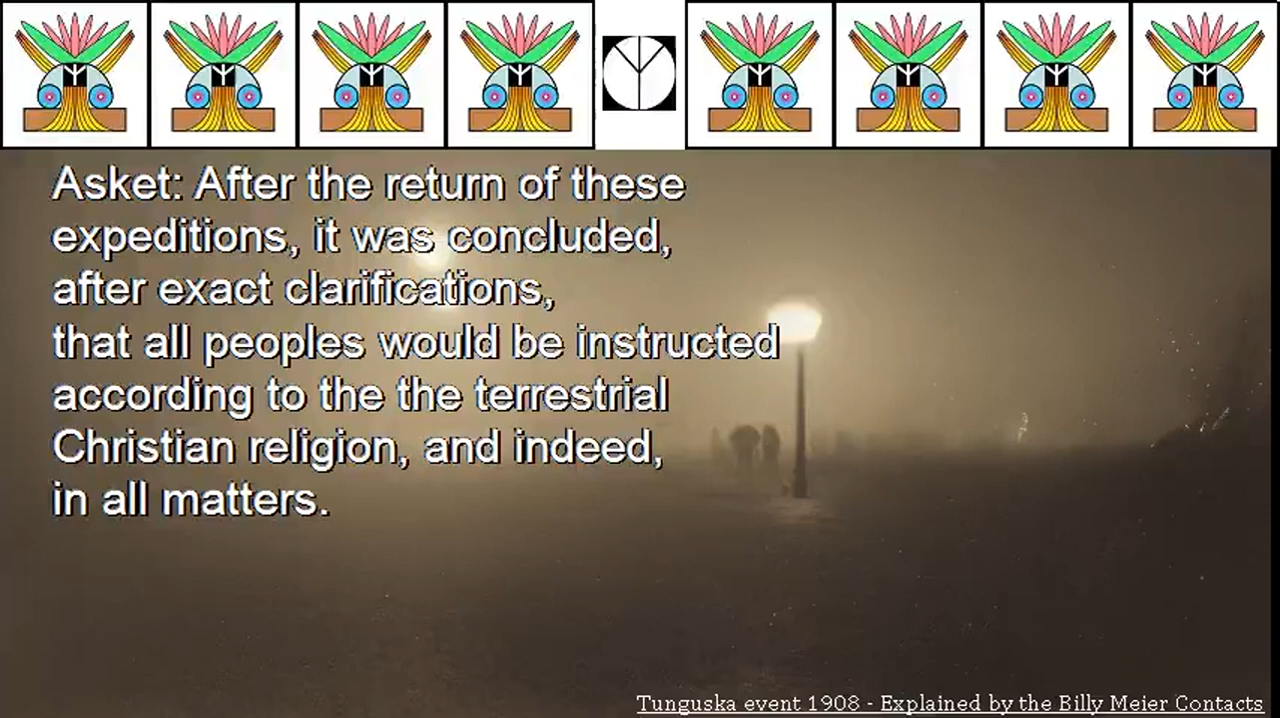 Asket: After the return of these
expeditions, it was concluded,
after exact clarifications,
that all peoples would be instructed
according to the the terrestrial
Christian religion, and indeed,
in all matters.
Tunguska event 1908 - Explained by the Billy Meier Contacts